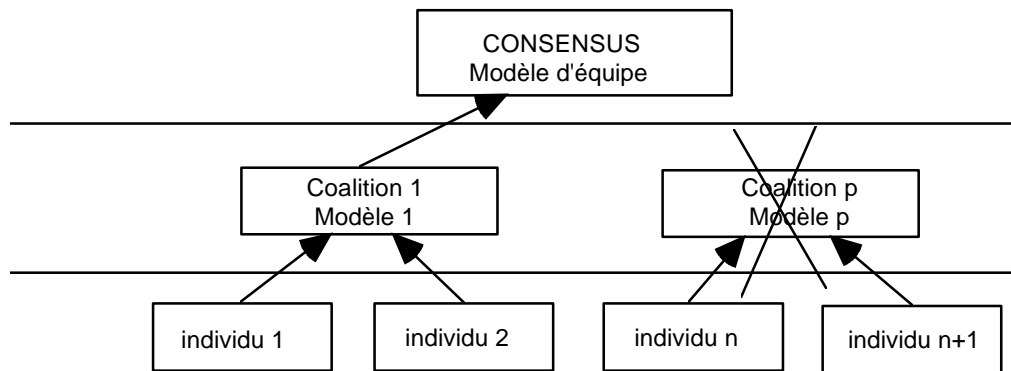 CONSENSUS
Modèle d'équipe
Coalition 1
Modèle 1
Coalition p
Modèle p
individu 1
individu 2
individu n
individu n+1